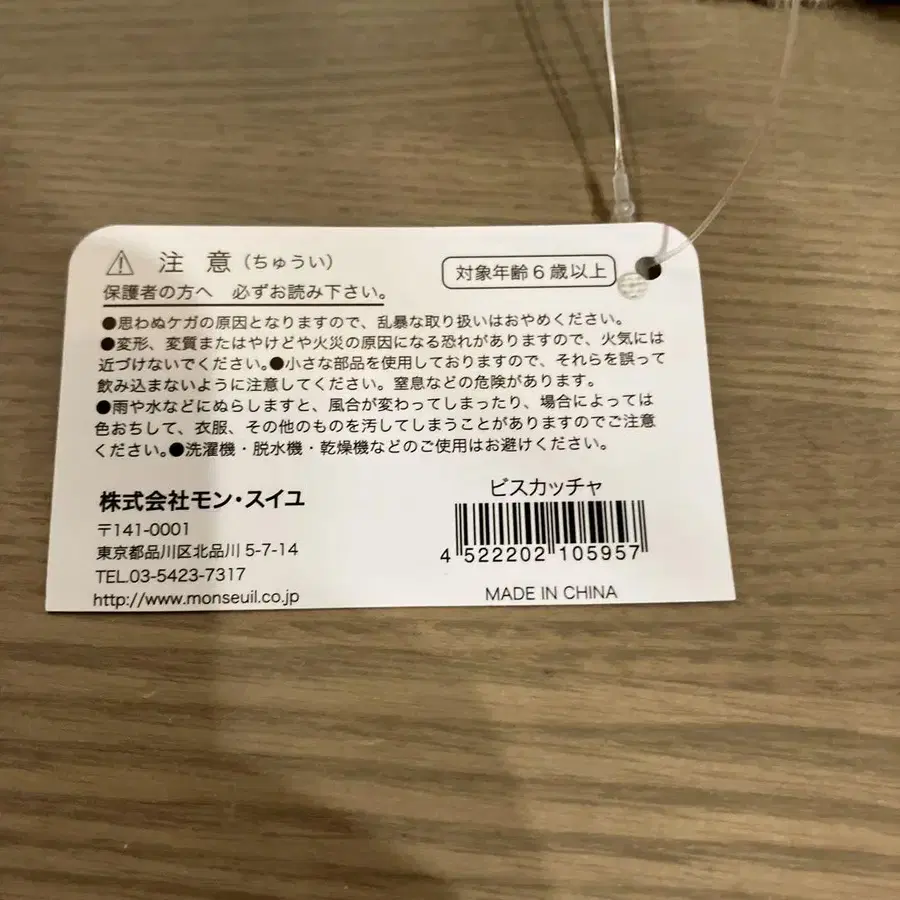 ⚠ 注 意(ちゅうい)
対象年齢6歳以上
保護者の方へ 必ずお読み下さい。
●思わぬケガの原因となりますので、乱暴な取り扱いはおやめください。
●変形、変質またはやけどや火災の原因になる恐れがありますので、火気には
近づけないでください。●小さな部品を使用しておりますので、それらを誤って
飲み込まないように注意してください。窒息などの危険があります。
●雨や水などにぬらしますと、風合が変わってしまったり、場合によっては
色おちして、衣服、その他のものを汚してしまうことがありますのでご注意
ください。●洗濯機・脱水機・乾燥機などのご使用はお避けください。
株式会社モン・スイユ
〒141-0001
東京都品川区北品川 5-7-14
TEL.03-5423-7317
http://www.monseuil.co.jp
ビスカッチャ
4 522202 105957
MADE IN CHINA